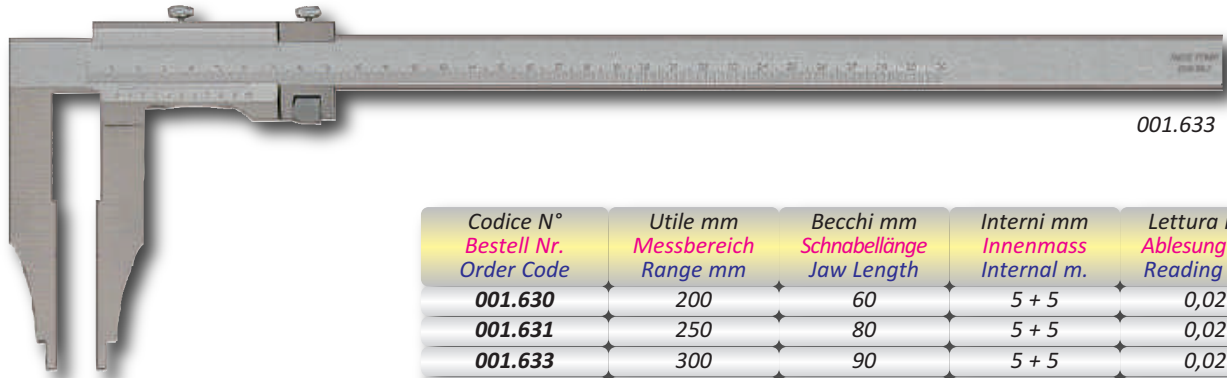 001.633
Codice N° Utile mm Becchi mm Interni mm Lettura
Bestell Nr. Messbereich Schnabellänge Innenmass Ablesung
Order Code Range mm Jaw Length Internal m. Reading
001.630 200 60 5 + 5 0,02
001.631 250 80 5 + 5 0,02
001.633 300 90 5 + 5 0,02